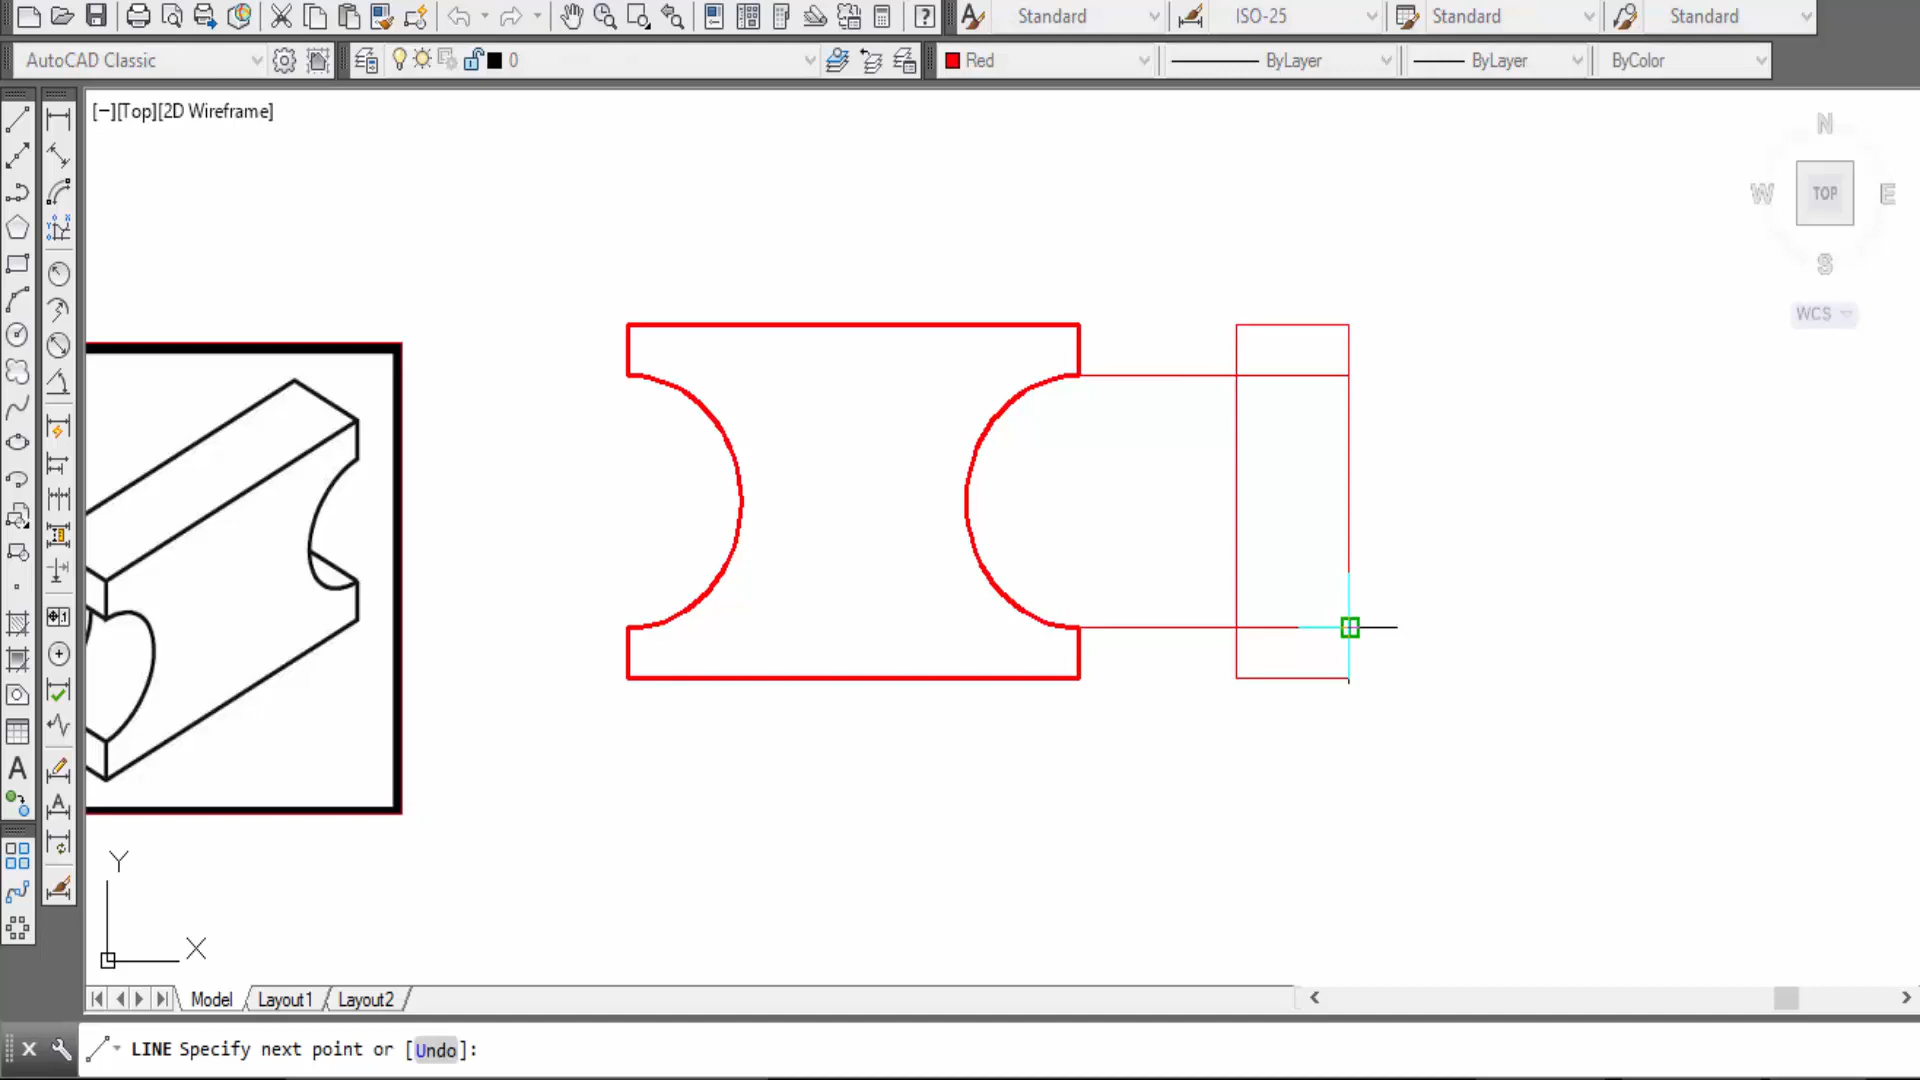 Standard
ISO-25
Standard
Standard
AutoCAD Classic
0
Red
ByLayer
ByLayer
ByColor
[−][Top][2D Wireframe]
N
W
TOP
E
S
WCS
Y
X
Model
Layout1
Layout2
LINE Specify next point or [Undo]: